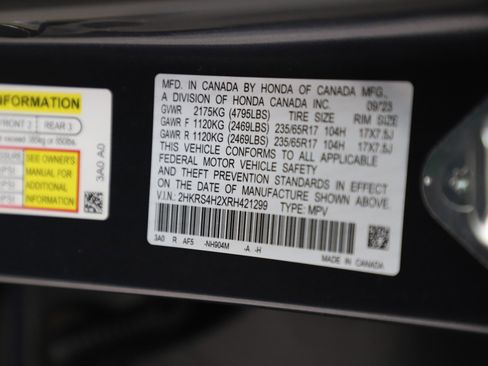 FORMATION
FRONT 2
REAR 3
SEE OWNER'S
MANUAL FOR
ADDITIONAL
INFORMATION
3A0 A0
MFD. IN CANADA BY HONDA OF CANADA MFG.,
A DIVISION OF HONDA CANADA INC. 09/23
GVWR 2175KG (4795LBS) TIRE SIZE RIM SIZE
GAWR F 1120KG (2469LBS) 235/65R17 104H 17X7.5J
GAWR R 1120KG (2469LBS) 235/65R17 104H 17X7.5J
THIS VEHICLE CONFORMS TO ALL APPLICABLE
FEDERAL MOTOR VEHICLE SAFETY
AND THEFT PREVENTION STANDARDS IN EFFECT
ON THE DATE OF MANUFACTURE SHOWN ABOVE.
V.I.N.: 2HKRS4H2XRH421299 TYPE: MPV
3A0 R AF5 -NH904M -A -H
MADE IN CANADA